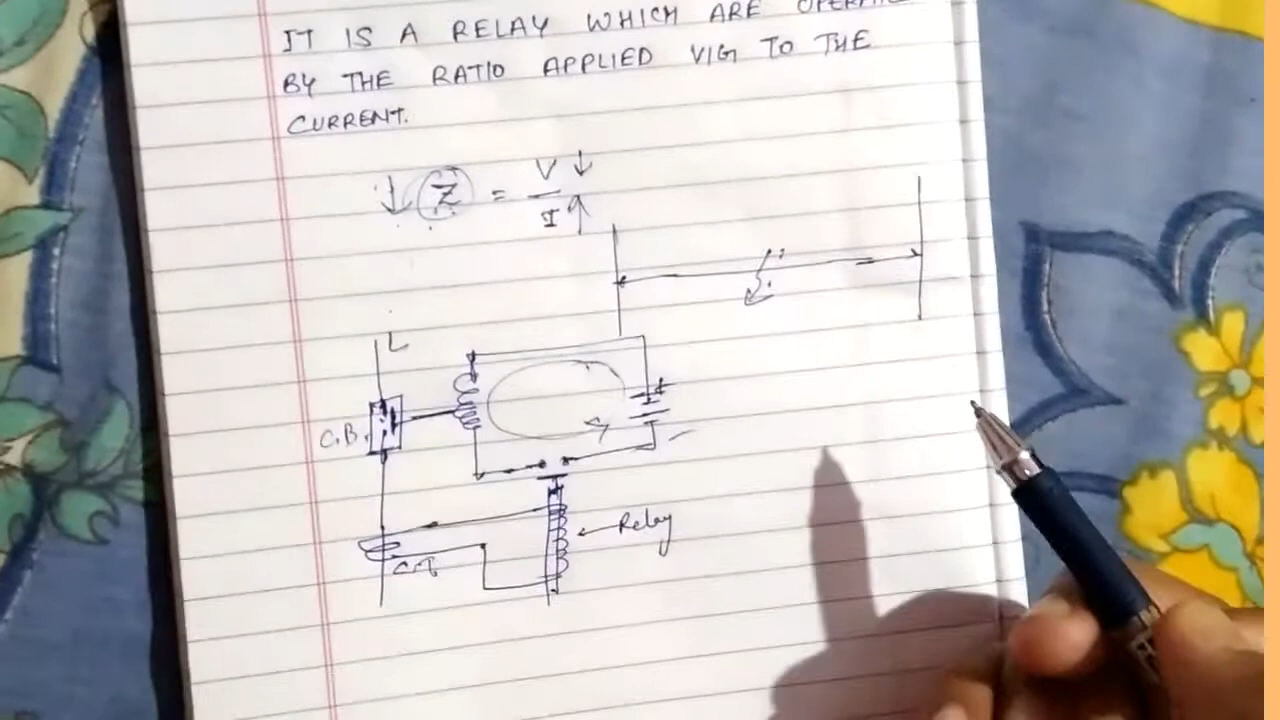 IT IS A RELAY WHICH ARE
BY THE RATIO APPLIED V/G TO THE
CURRENT.
↓ Z = V ↓ / I ↑
L
C.B.
+
-
Relay
C.T.